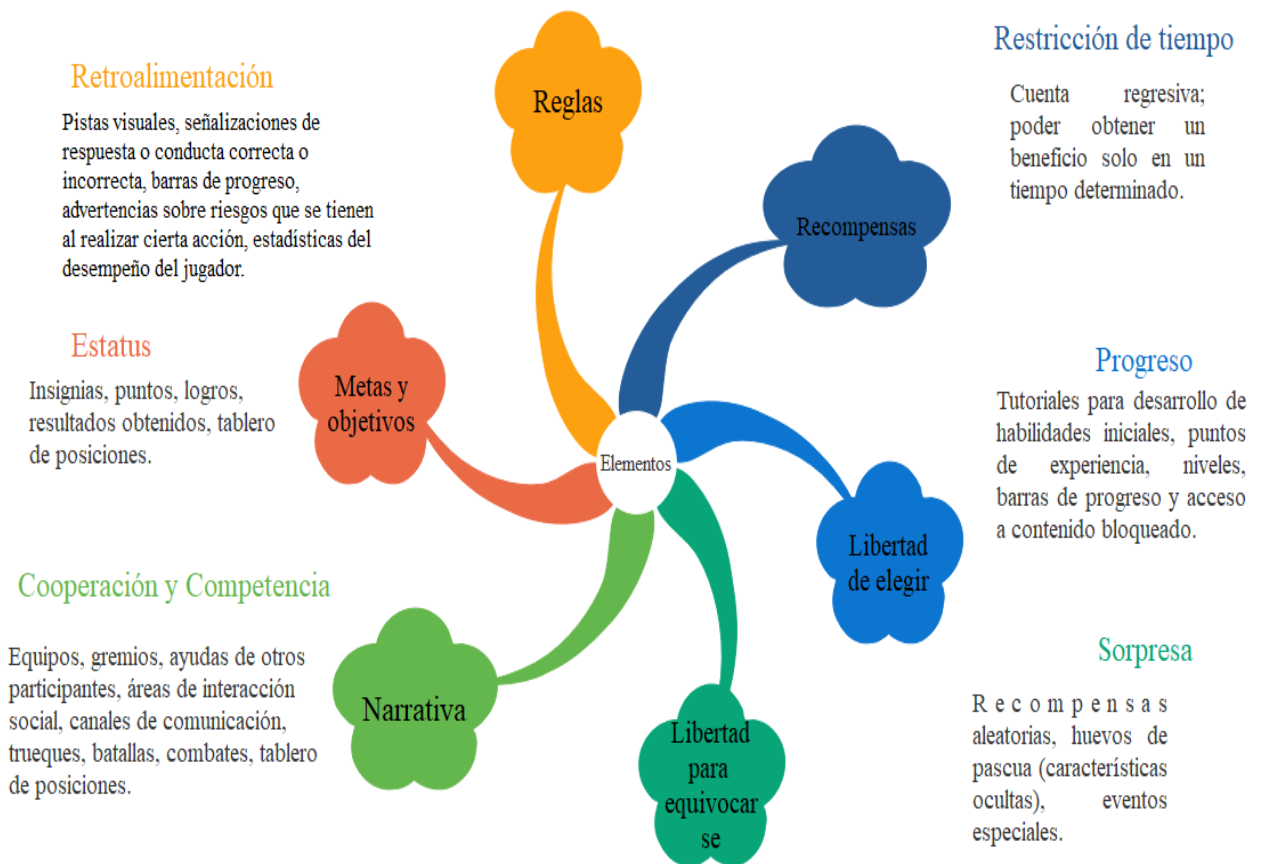 Retroalimentación
Pistas visuales, señalizaciones de
respuesta o conducta correcta o
incorrecta, barras de progreso,
advertencias sobre riesgos que se tienen
al realizar cierta acción, estadísticas del
desempeño del jugador.
Estatus
Insignias, puntos, logros,
resultados obtenidos, tablero
de posiciones.
Cooperación y Competencia
Equipos, gremios, ayudas de otros
participantes, áreas de interacción
social, canales de comunicación,
trueques, batallas, combates, tablero
de posiciones.
Reglas
Recompensas
Metas y
objetivos
Elementos
Libertad
de elegir
Narrativa
Libertad
para
equivocar
se
Restricción de tiempo
Cuenta regresiva;
poder obtener un
beneficio solo en un
tiempo determinado.
Progreso
Tutoriales para desarrollo de
habilidades iniciales, puntos
de experiencia, niveles,
barras de progreso y acceso
a contenido bloqueado.
Sorpresa
Recompensas
aleatorias, huevos de
pascua (características
ocultas), eventos
especiales.